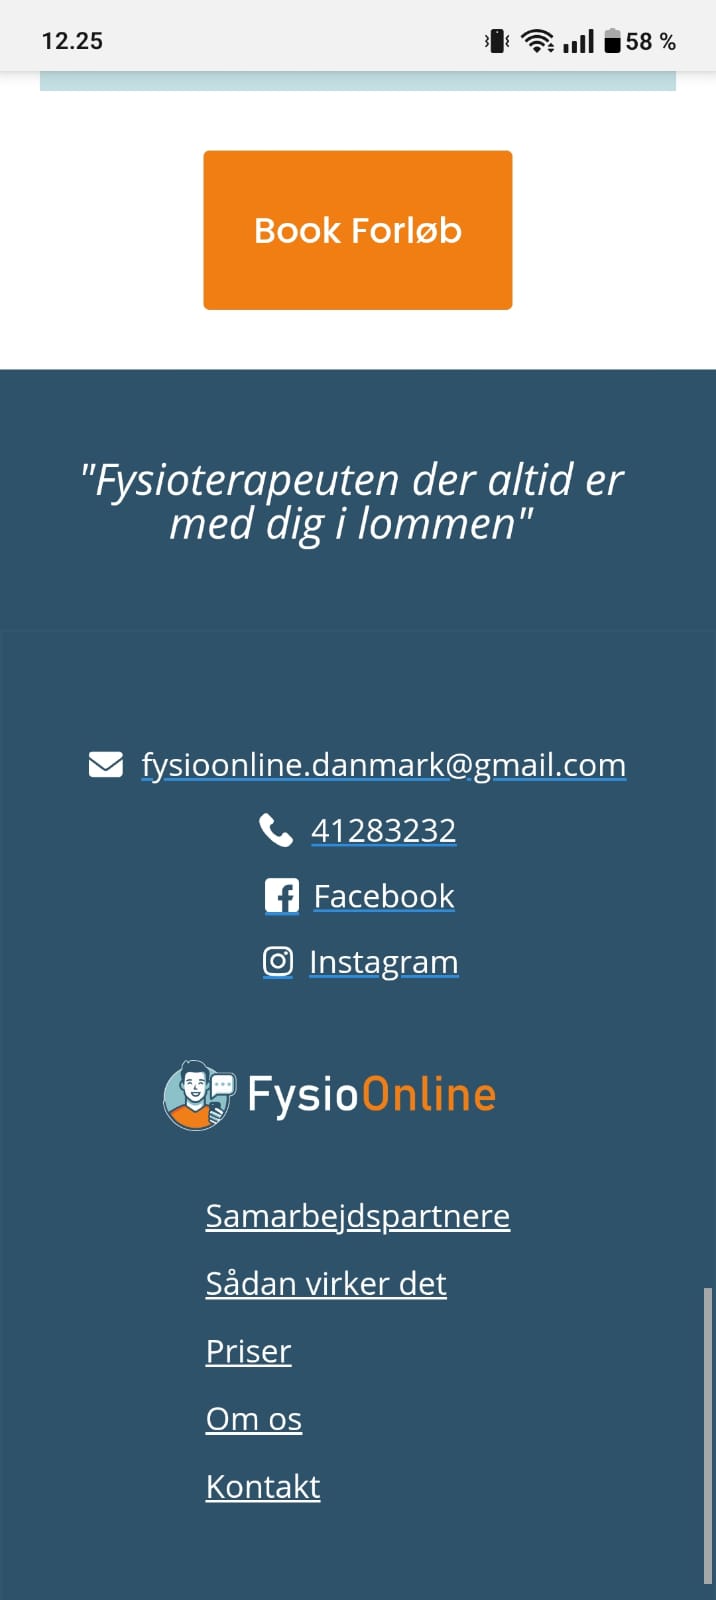 12.25
58 %
Book Forløb
"Fysioterapeuten der altid er
med dig i lommen"
fysioonline.danmark@gmail.com
41283232
Facebook
Instagram
FysioOnline
Samarbejdspartnere
Sådan virker det
Priser
Om os
Kontakt